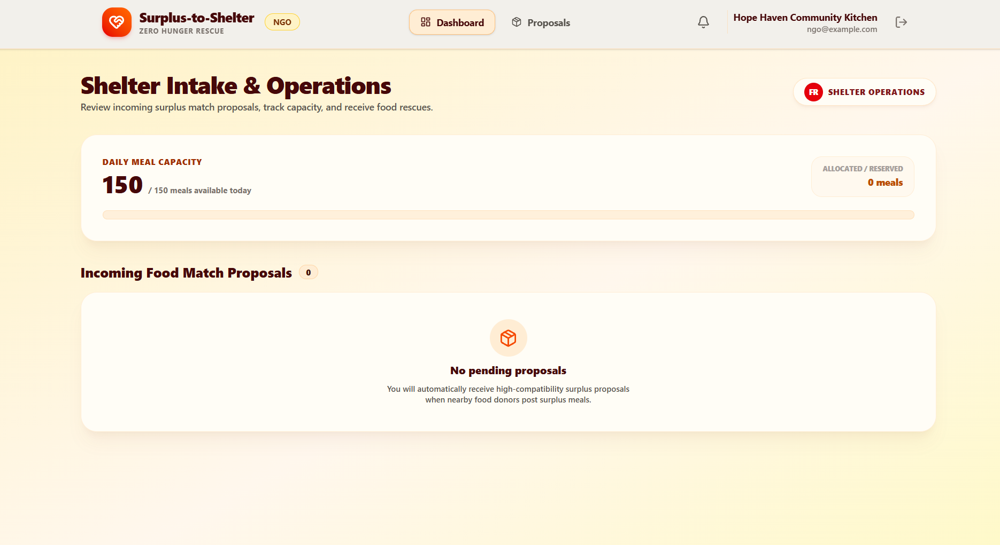 Surplus-to-Shelter
ZERO HUNGER RESCUE
NGO
Dashboard
Proposals
Hope Haven Community Kitchen
ngo@example.com
Shelter Intake & Operations
Review incoming surplus match proposals, track capacity, and receive food rescues.
FR
SHELTER OPERATIONS
DAILY MEAL CAPACITY
150 / 150 meals available today
ALLOCATED / RESERVED
0 meals
Incoming Food Match Proposals 0
No pending proposals
You will automatically receive high-compatibility surplus proposals
when nearby food donors post surplus meals.